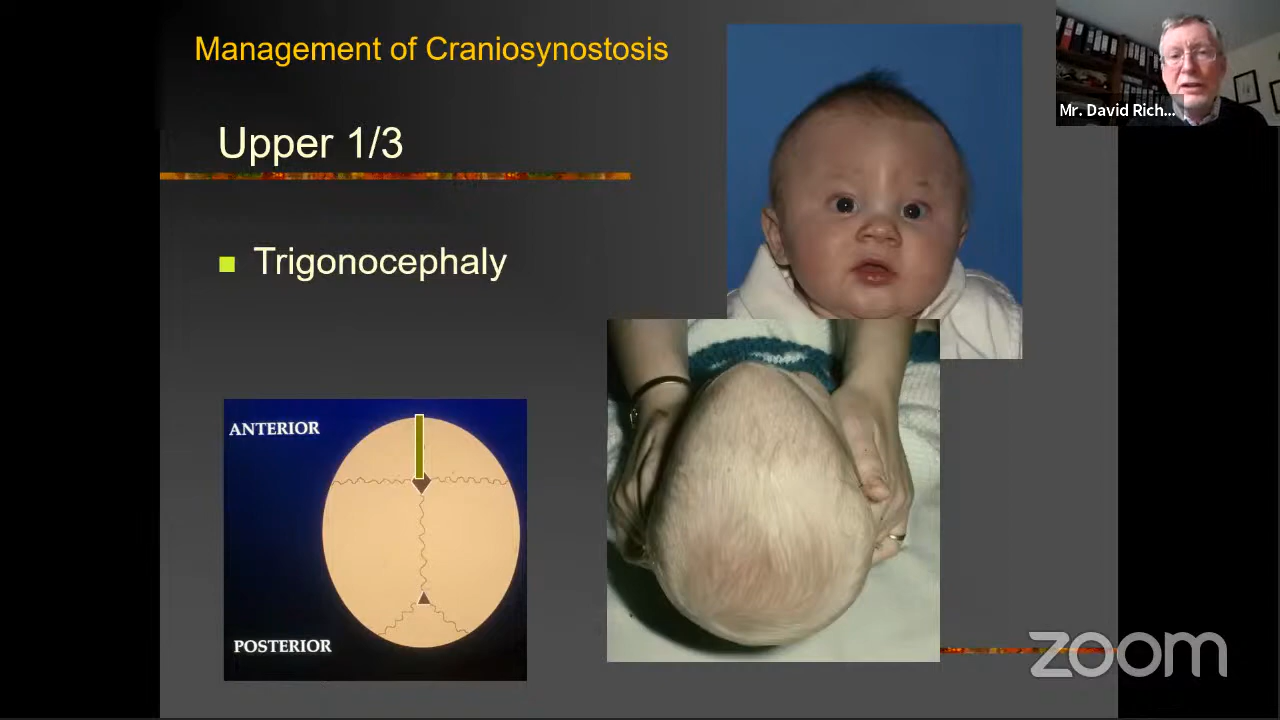 Management of Craniosynostosis
Mr. David Rich...
Upper 1/3
Trigonocephaly
ANTERIOR
POSTERIOR
zoom